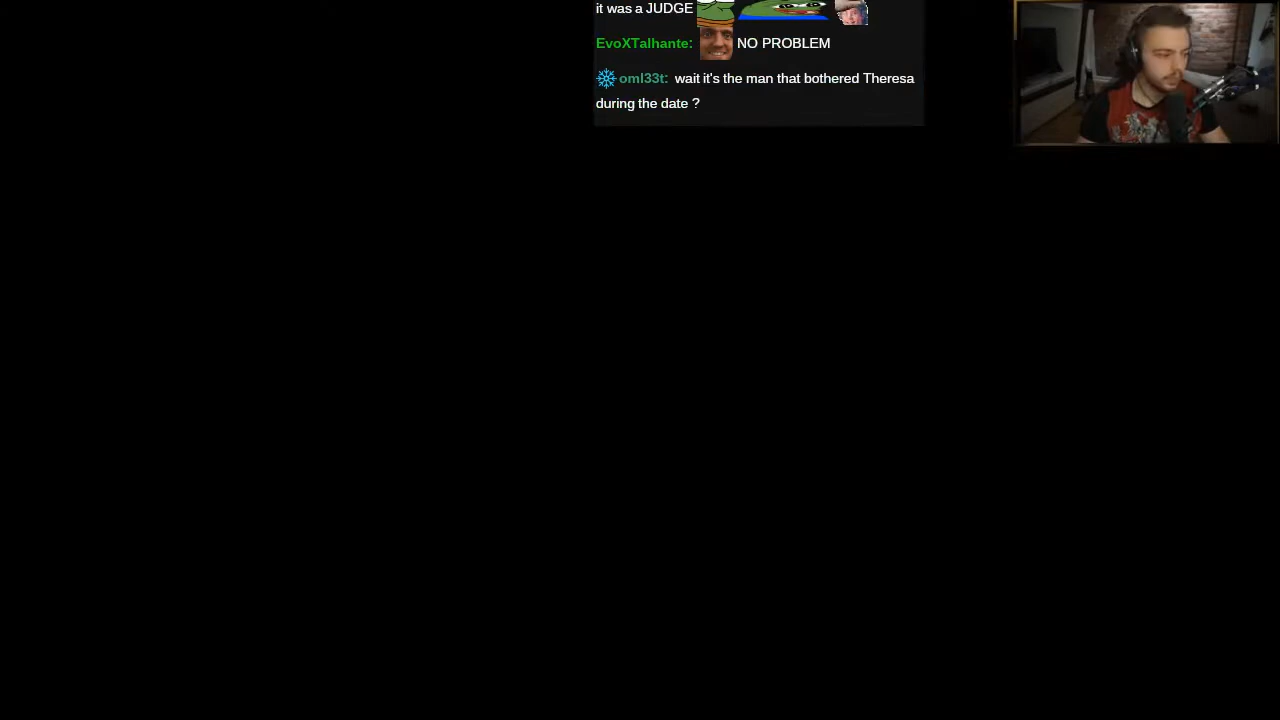 it was a JUDGE
EvoXTalhante: NO PROBLEM
oml33t: wait it's the man that bothered Theresa
during the date ?